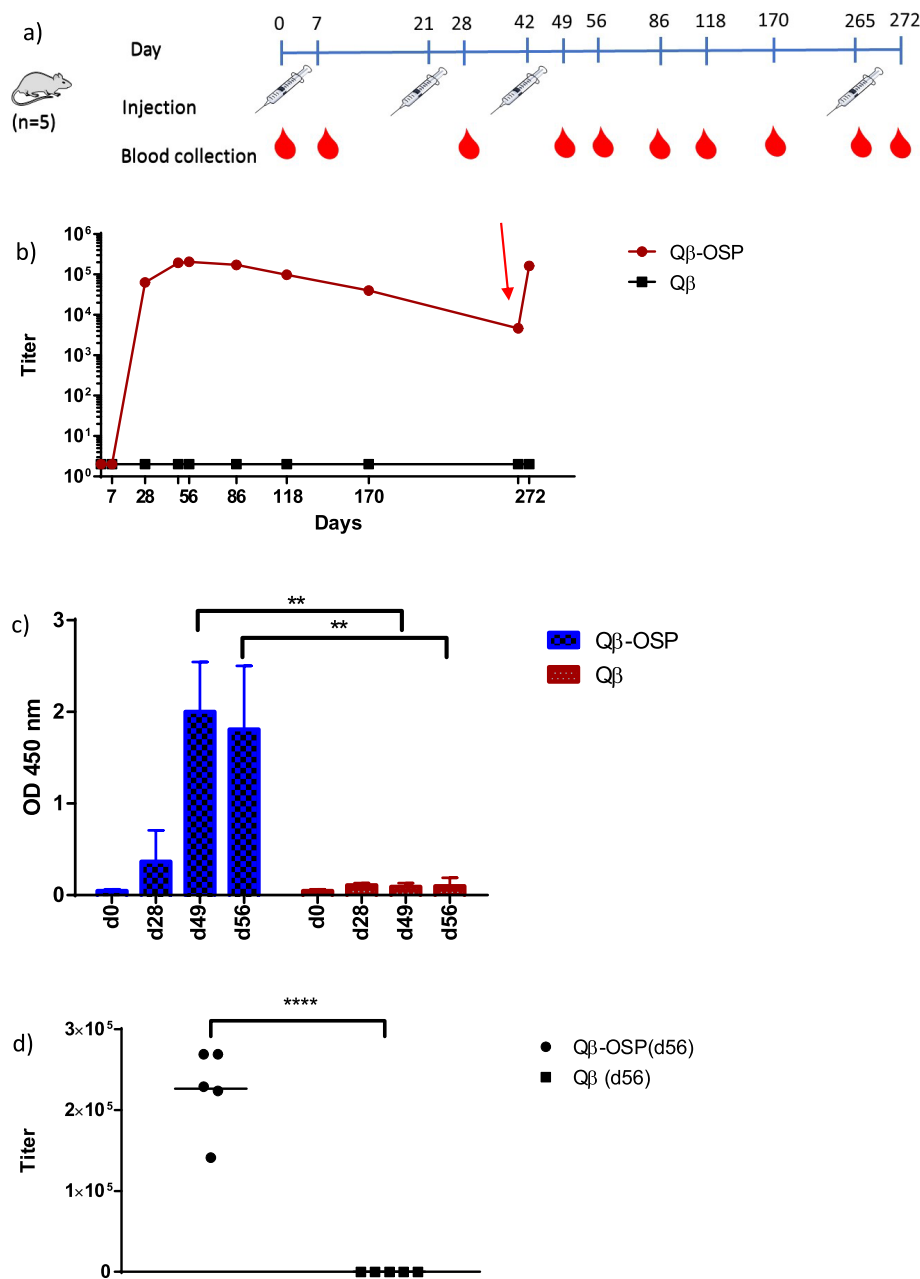 a)
0 7 21 28 42 49 56 86 118 170 265 272
Day
(n=5)
Injection
Blood collection
b)
10⁶
10⁵
10⁴
10³
10²
10¹
10⁰
Titer
7 28 56 86 118 170 272
Days
Qβ-OSP
Qβ
c)
**
**
3
2
1
0
OD 450 nm
d0 d28 d49 d56 d0 d28 d49 d56
Qβ-OSP
Qβ
d)
****
3×10⁵
2×10⁵
1×10⁵
0
Titer
Qβ-OSP(d56)
Qβ (d56)